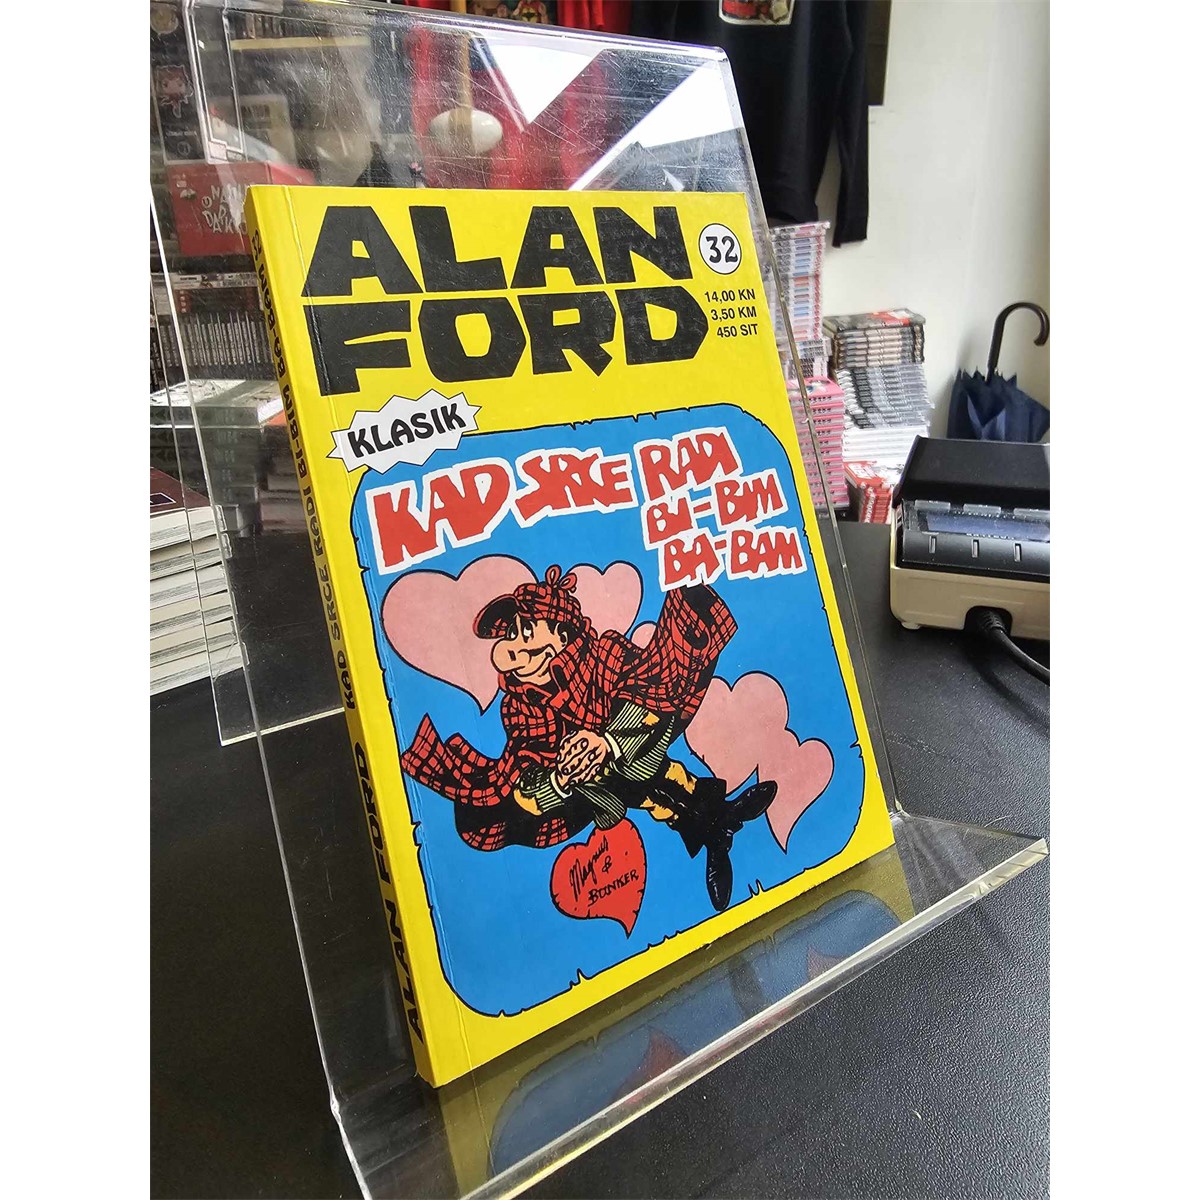 ALAN
FORD
32
14,00 KN
3,50 KM
450 SIT
KLASIK
KAD SRCE RADI
BI-BIM
BA-BAM
Magnus
&
BUNKER
ALAN FORD KAD SRCE RADI BI-BIM BA-BAM